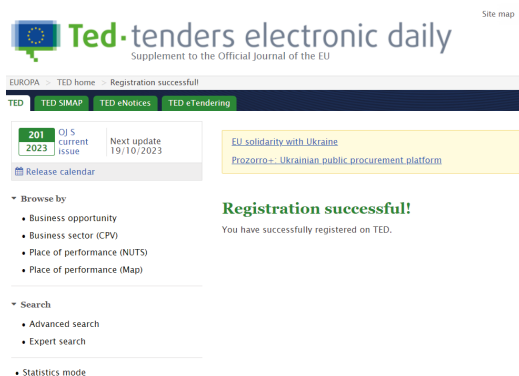 Site map
Ted - tenders electronic daily
Supplement to the Official Journal of the EU
EUROPA > TED home > Registration successful!
TED TED SIMAP TED eNotices TED eTendering
201 2023 OJ S current issue
Next update 19/10/2023
Release calendar
EU solidarity with Ukraine
Prozorro+: Ukrainian public procurement platform
Browse by
• Business opportunity
• Business sector (CPV)
• Place of performance (NUTS)
• Place of performance (Map)
Registration successful!
You have successfully registered on TED.
Search
• Advanced search
• Expert search
• Statistics mode